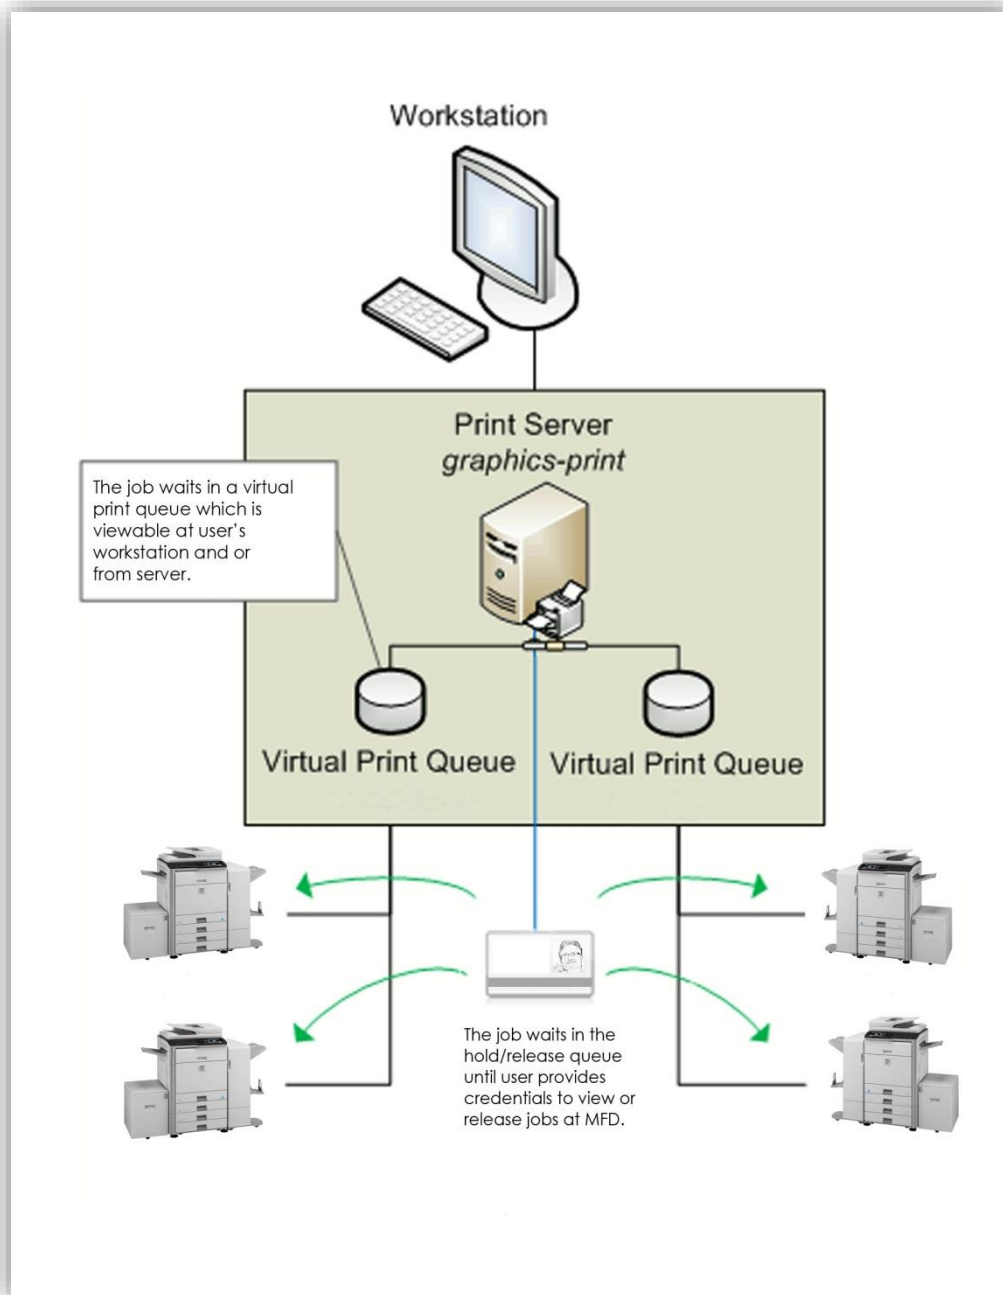 Workstation
Print Server
graphics-print
The job waits in a virtual
print queue which is
viewable at user’s
workstation and or
from server.
Virtual Print Queue
Virtual Print Queue
The job waits in the
hold/release queue
until user provides
credentials to view or
release jobs at MFD.